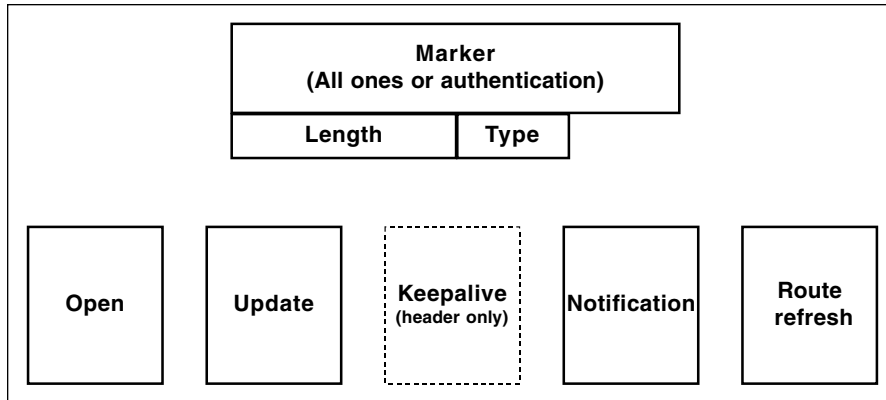 Marker
(All ones or authentication)
Length
Type
Open
Update
Keepalive
(header only)
Notification
Route
refresh